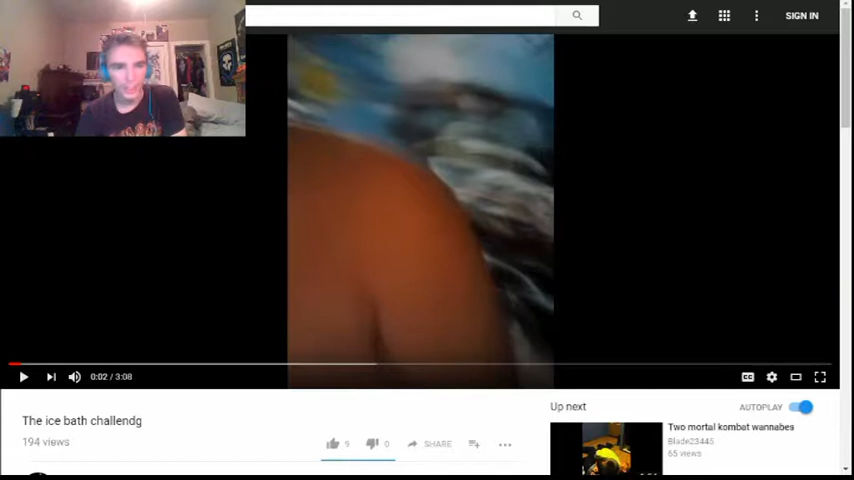 SIGN IN
0:02 / 3:08
CC
The ice bath challendg
194 views
9
0
SHARE
Up next
AUTOPLAY
Two mortal kombat wannabes
Blade23445
65 views